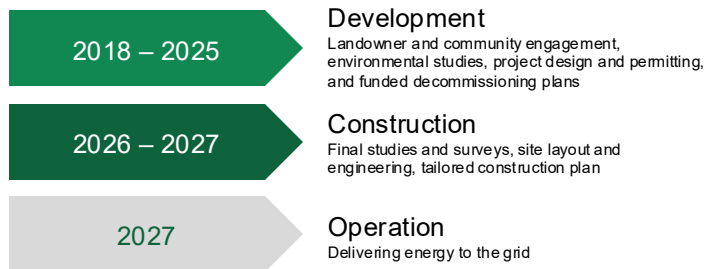 2018 – 2025
Development
Landowner and community engagement,
environmental studies, project design and permitting,
and funded decommissioning plans
2026 – 2027
Construction
Final studies and surveys, site layout and
engineering, tailored construction plan
2027
Operation
Delivering energy to the grid